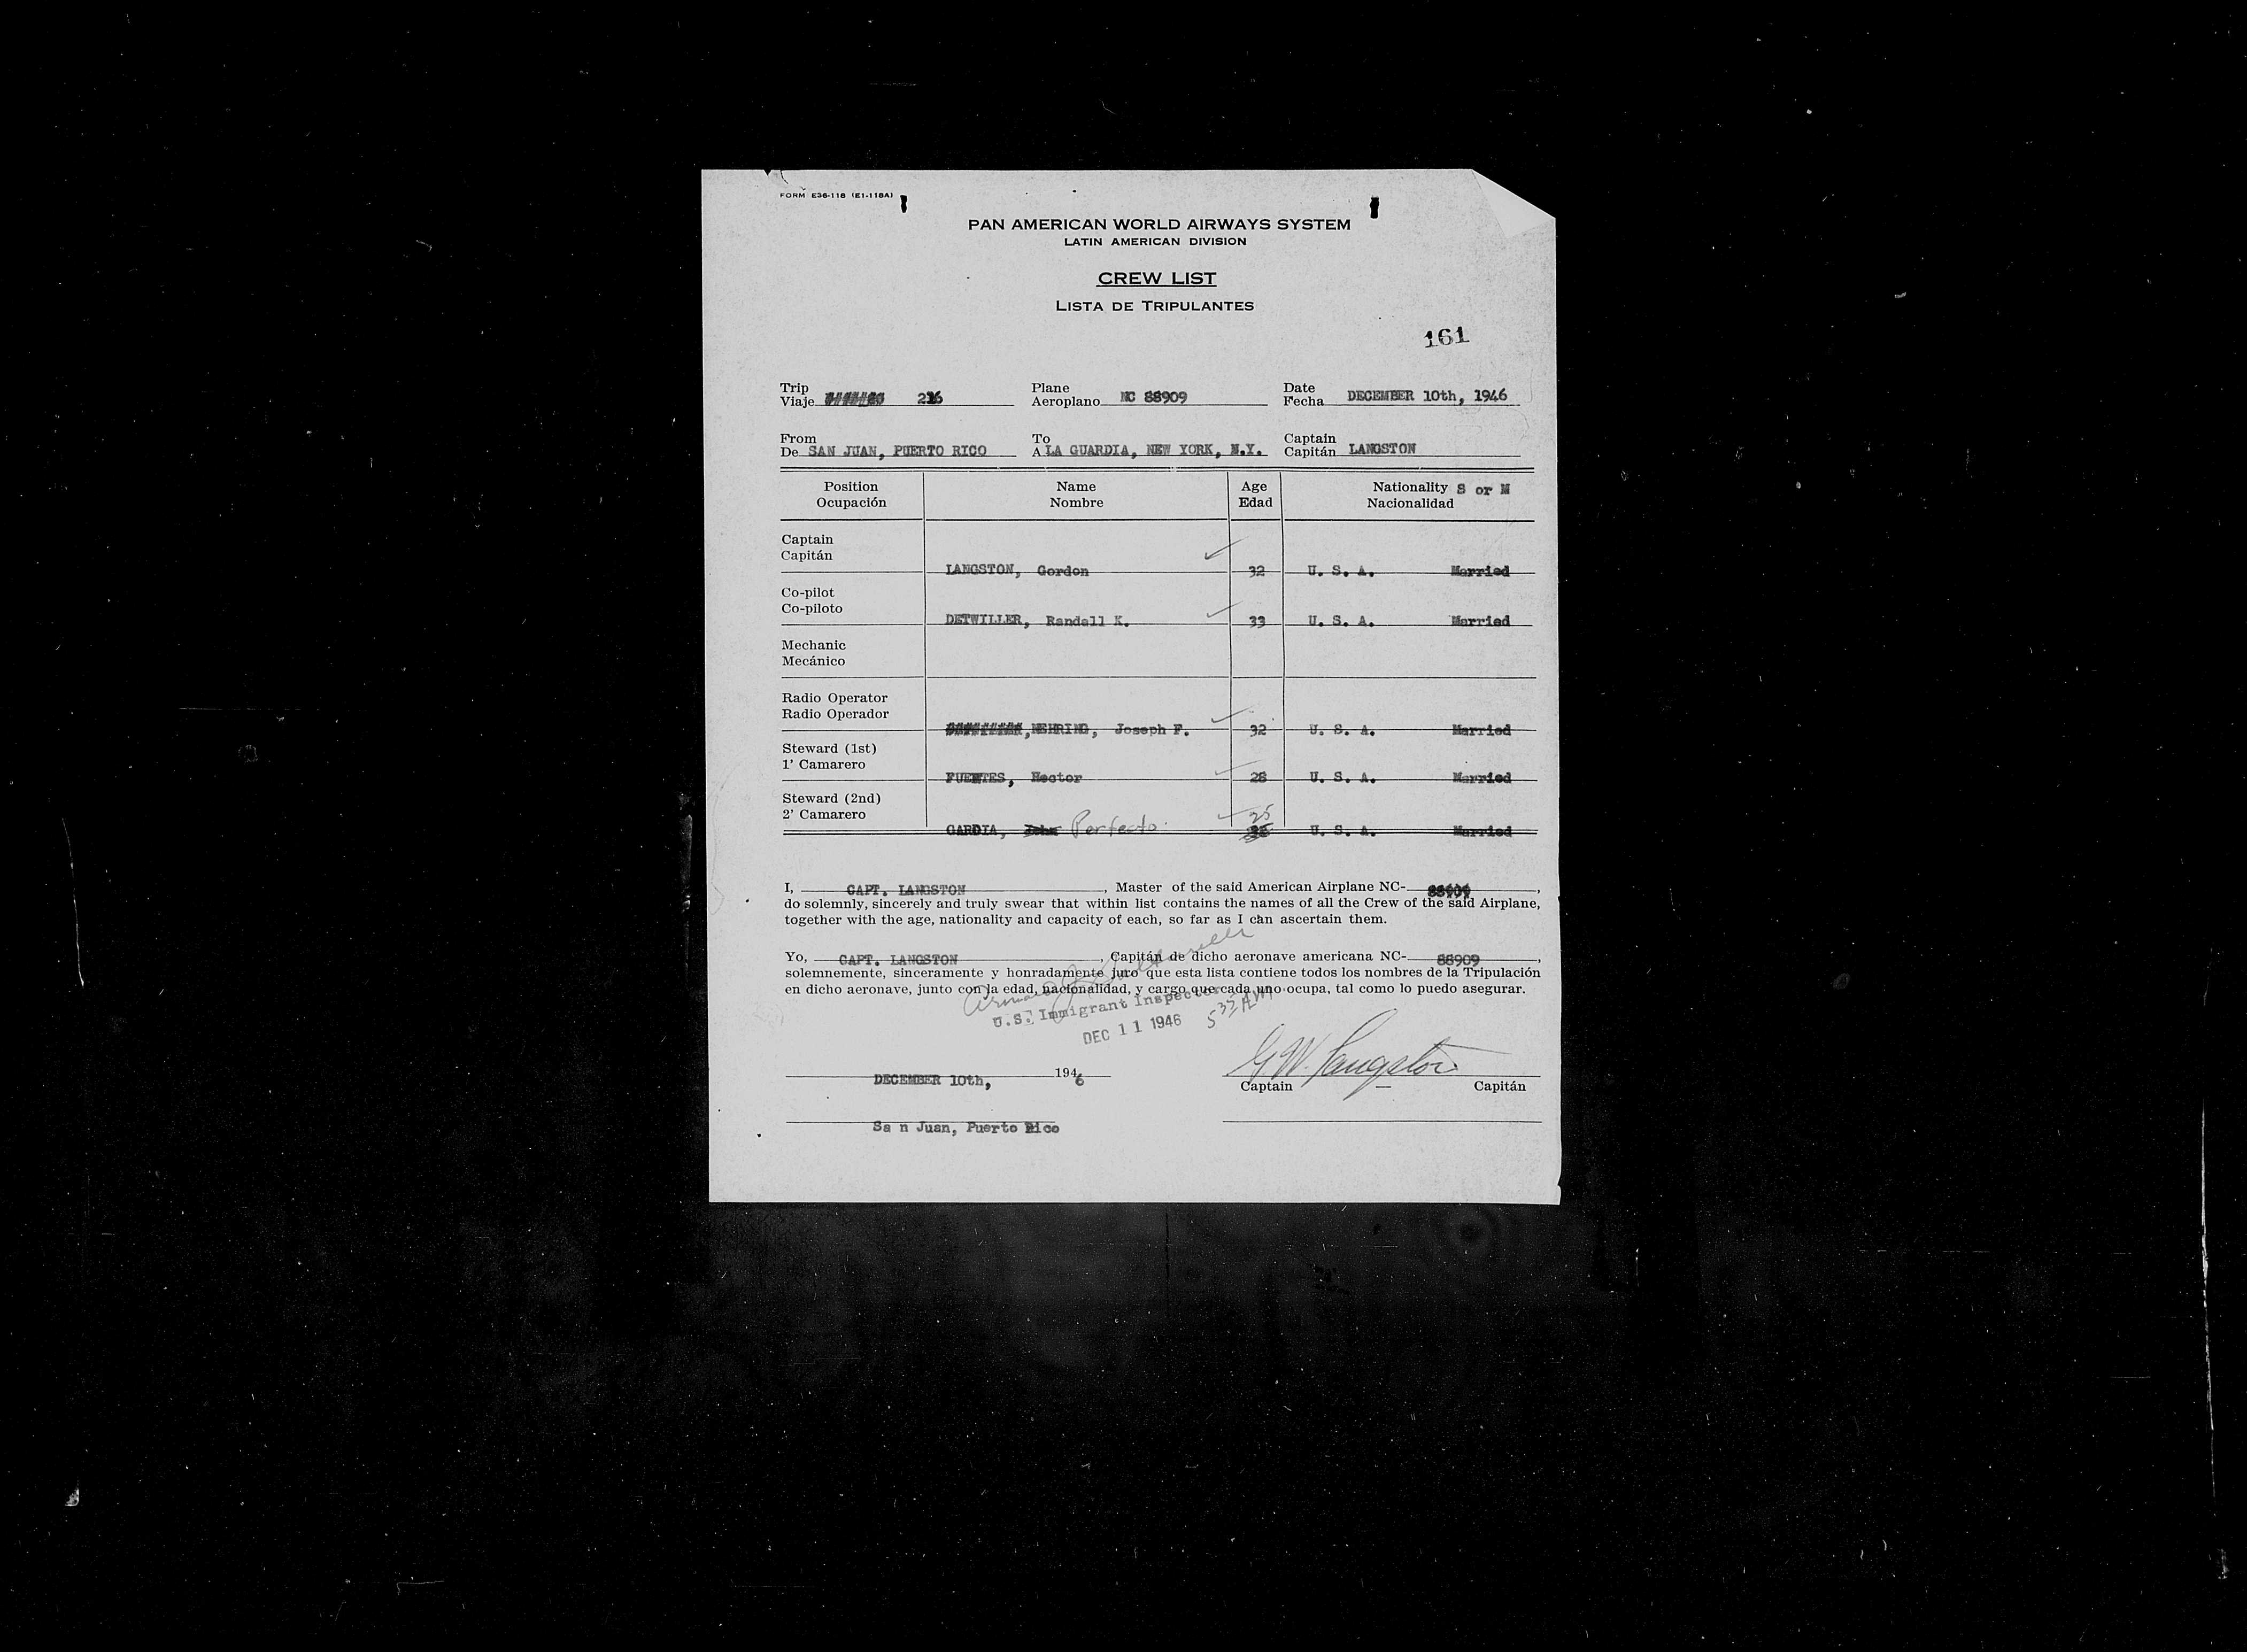 FORM E36-118 (E1-118A)
PAN AMERICAN WORLD AIRWAYS SYSTEM
LATIN AMERICAN DIVISION
CREW LIST
LISTA DE TRIPULANTES
161
Trip Plane Date
Viaje 216 Aeroplano NC 88909 Fecha DECEMBER 10th, 1946
From To Captain
De SAN JUAN, PUERTO RICO A LA GUARDIA, NEW YORK, N.Y. Capitán LANGSTON
Position Name Age Nationality S or M
Ocupación Nombre Edad Nacionalidad
Captain
Capitán
LANGSTON, Gordon 32 U. S. A. Married
Co-pilot
Co-piloto
DETWILLER, Randall K. 33 U. S. A. Married
Mechanic
Mecánico
Radio Operator
Radio Operador
NEHRING, Joseph F. 32 U. S. A. Married
Steward (1st)
1' Camarero
FUENTES, Hector 28 U. S. A. Married
Steward (2nd)
2' Camarero 25
GARDIA, John Perfecto U. S. A. Married
I, CAPT. LANGSTON, Master of the said American Airplane NC- 88909,
do solemnly, sincerely and truly swear that within list contains the names of all the Crew of the said Airplane,
together with the age, nationality and capacity of each, so far as I can ascertain them.
Yo, CAPT. LANGSTON, Capitán de dicho aeronave americana NC- 88909,
solemnemente, sinceramente y honradamente juro que esta lista contiene todos los nombres de la Tripulación
en dicho aeronave, junto con la edad, nacionalidad, y cargo que cada uno ocupa, tal como lo puedo asegurar.
U.S. Immigrant Inspector
DEC 11 1946 5 35 AM
G.W. Langston
DECEMBER 10th, 1946
Captain — Capitán
Sa n Juan, Puerto Rico